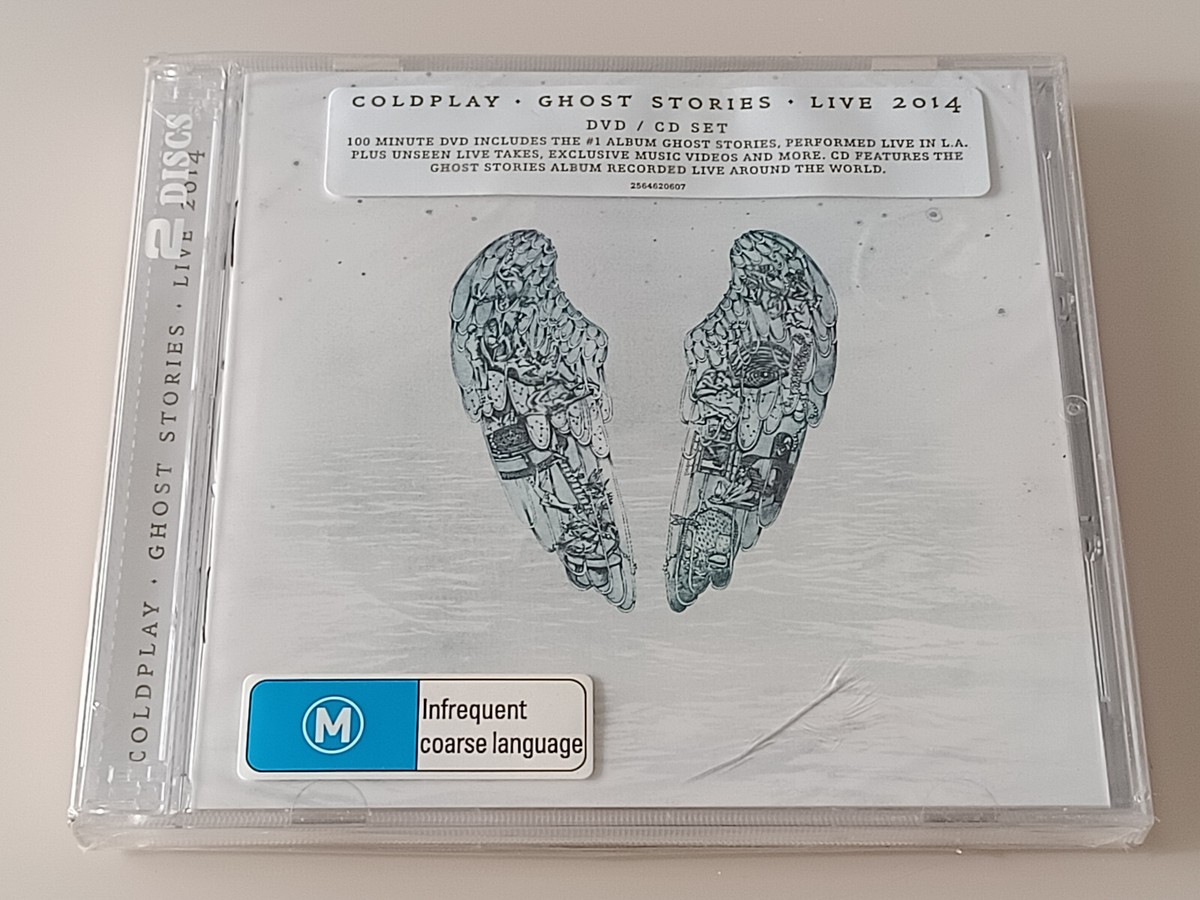 COLDPLAY · GHOST STORIES · LIVE 2014
DVD / CD SET
100 MINUTE DVD INCLUDES THE #1 ALBUM GHOST STORIES, PERFORMED LIVE IN L.A.
PLUS UNSEEN LIVE TAKES, EXCLUSIVE MUSIC VIDEOS AND MORE. CD FEATURES THE
GHOST STORIES ALBUM RECORDED LIVE AROUND THE WORLD.
2564620607
2 DISCS
COLDPLAY · GHOST STORIES · LIVE 2014
M
Infrequent
coarse language